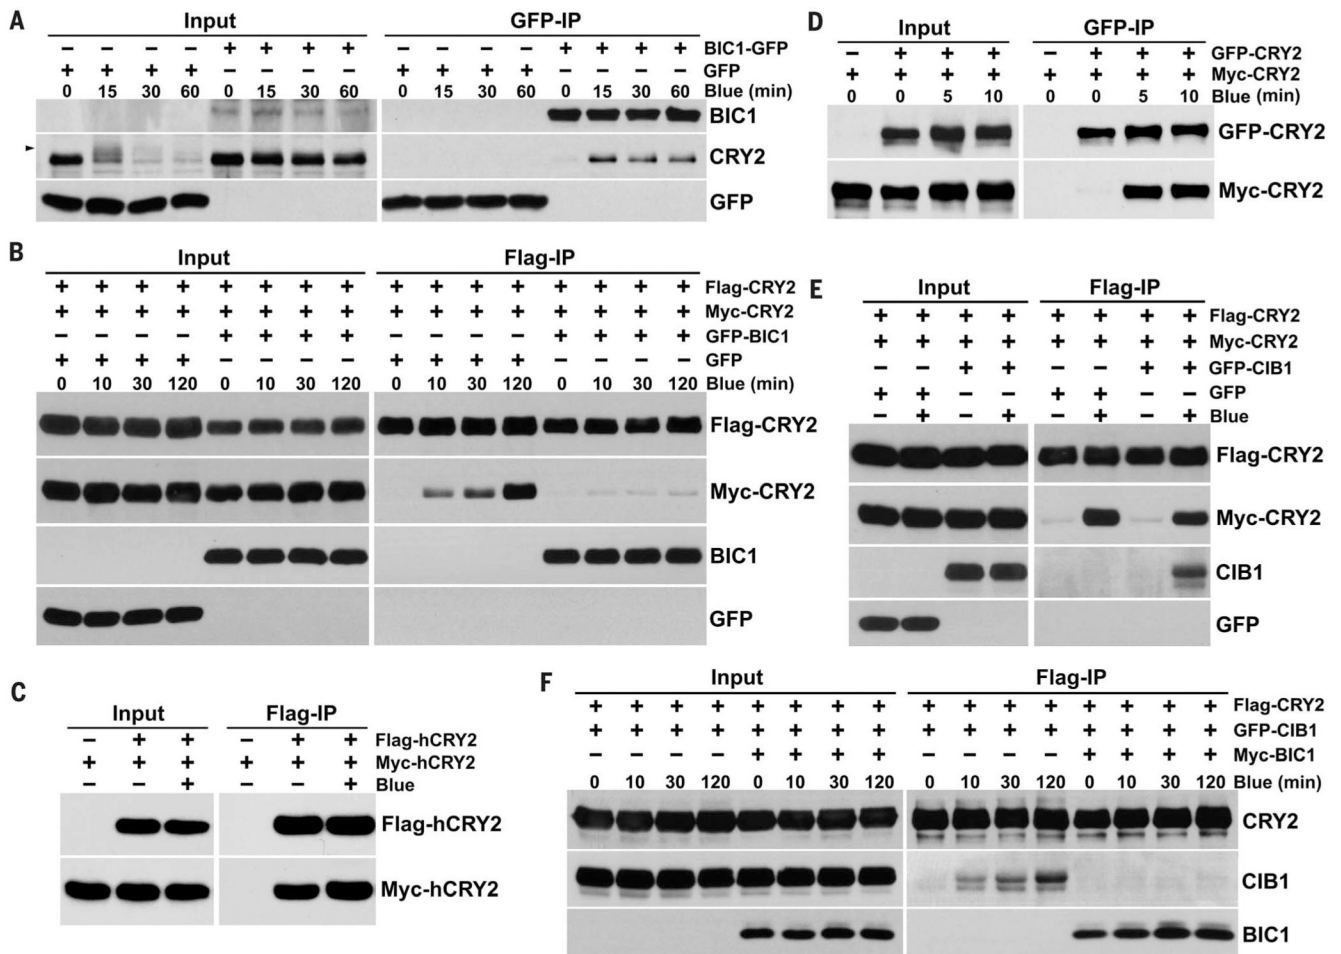 A
Input GFP-IP
− − − − + + + + − − − − + + + + BIC1-GFP
+ + + + − − − − + + + + − − − − GFP
0 15 30 60 0 15 30 60 0 15 30 60 0 15 30 60 Blue (min)
BIC1
CRY2
GFP
B
Input Flag-IP
+ + + + + + + + + + + + + + + + Flag-CRY2
+ + + + + + + + + + + + + + + + Myc-CRY2
− − − − + + + + − − − − + + + + GFP-BIC1
+ + + + − − − − + + + + − − − − GFP
0 10 30 120 0 10 30 120 0 10 30 120 0 10 30 120 Blue (min)
Flag-CRY2
Myc-CRY2
BIC1
GFP
C
Input Flag-IP
− + + − + + Flag-hCRY2
+ + + + + + Myc-hCRY2
− − + − − + Blue
Flag-hCRY2
Myc-hCRY2
D
Input GFP-IP
− + + + − + + + GFP-CRY2
+ + + + + + + + Myc-CRY2
0 0 5 10 0 0 5 10 Blue (min)
GFP-CRY2
Myc-CRY2
E
Input Flag-IP
+ + + + + + + + Flag-CRY2
+ + + + + + + + Myc-CRY2
− − + + − − + + GFP-CIB1
+ + − − + + − − GFP
− + − + − + − + Blue
Flag-CRY2
Myc-CRY2
CIB1
GFP
F
Input Flag-IP
+ + + + + + + + + + + + + + + + Flag-CRY2
+ + + + + + + + + + + + + + + + GFP-CIB1
− − − − + + + + − − − − + + + + Myc-BIC1
0 10 30 120 0 10 30 120 0 10 30 120 0 10 30 120 Blue (min)
CRY2
CIB1
BIC1